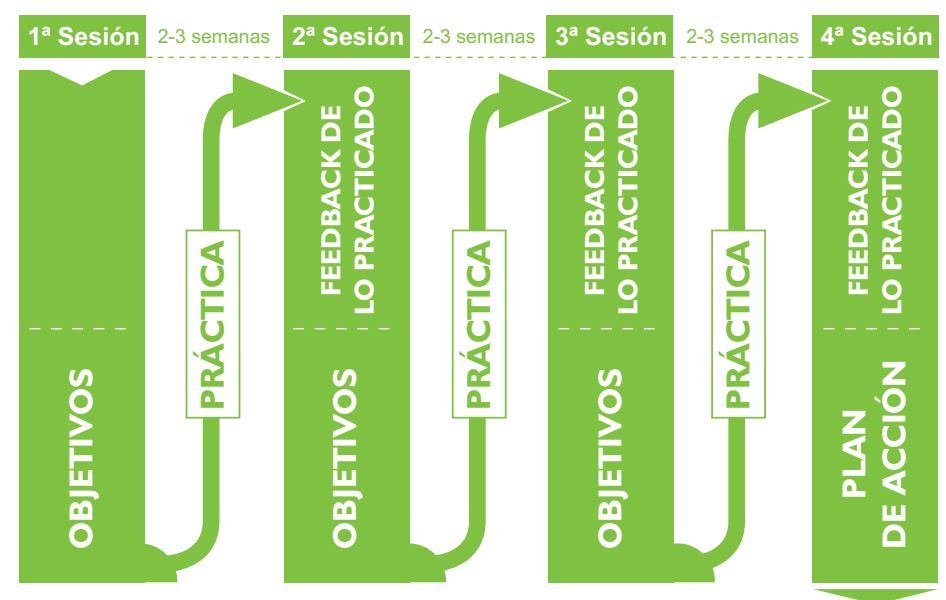 1ª Sesión
2-3 semanas
2ª Sesión
2-3 semanas
3ª Sesión
2-3 semanas
4ª Sesión
OBJETIVOS
PRÁCTICA
FEEDBACK DE
LO PRACTICADO
OBJETIVOS
PRÁCTICA
FEEDBACK DE
LO PRACTICADO
OBJETIVOS
PRÁCTICA
FEEDBACK DE
LO PRACTICADO
PLAN
DE ACCIÓN